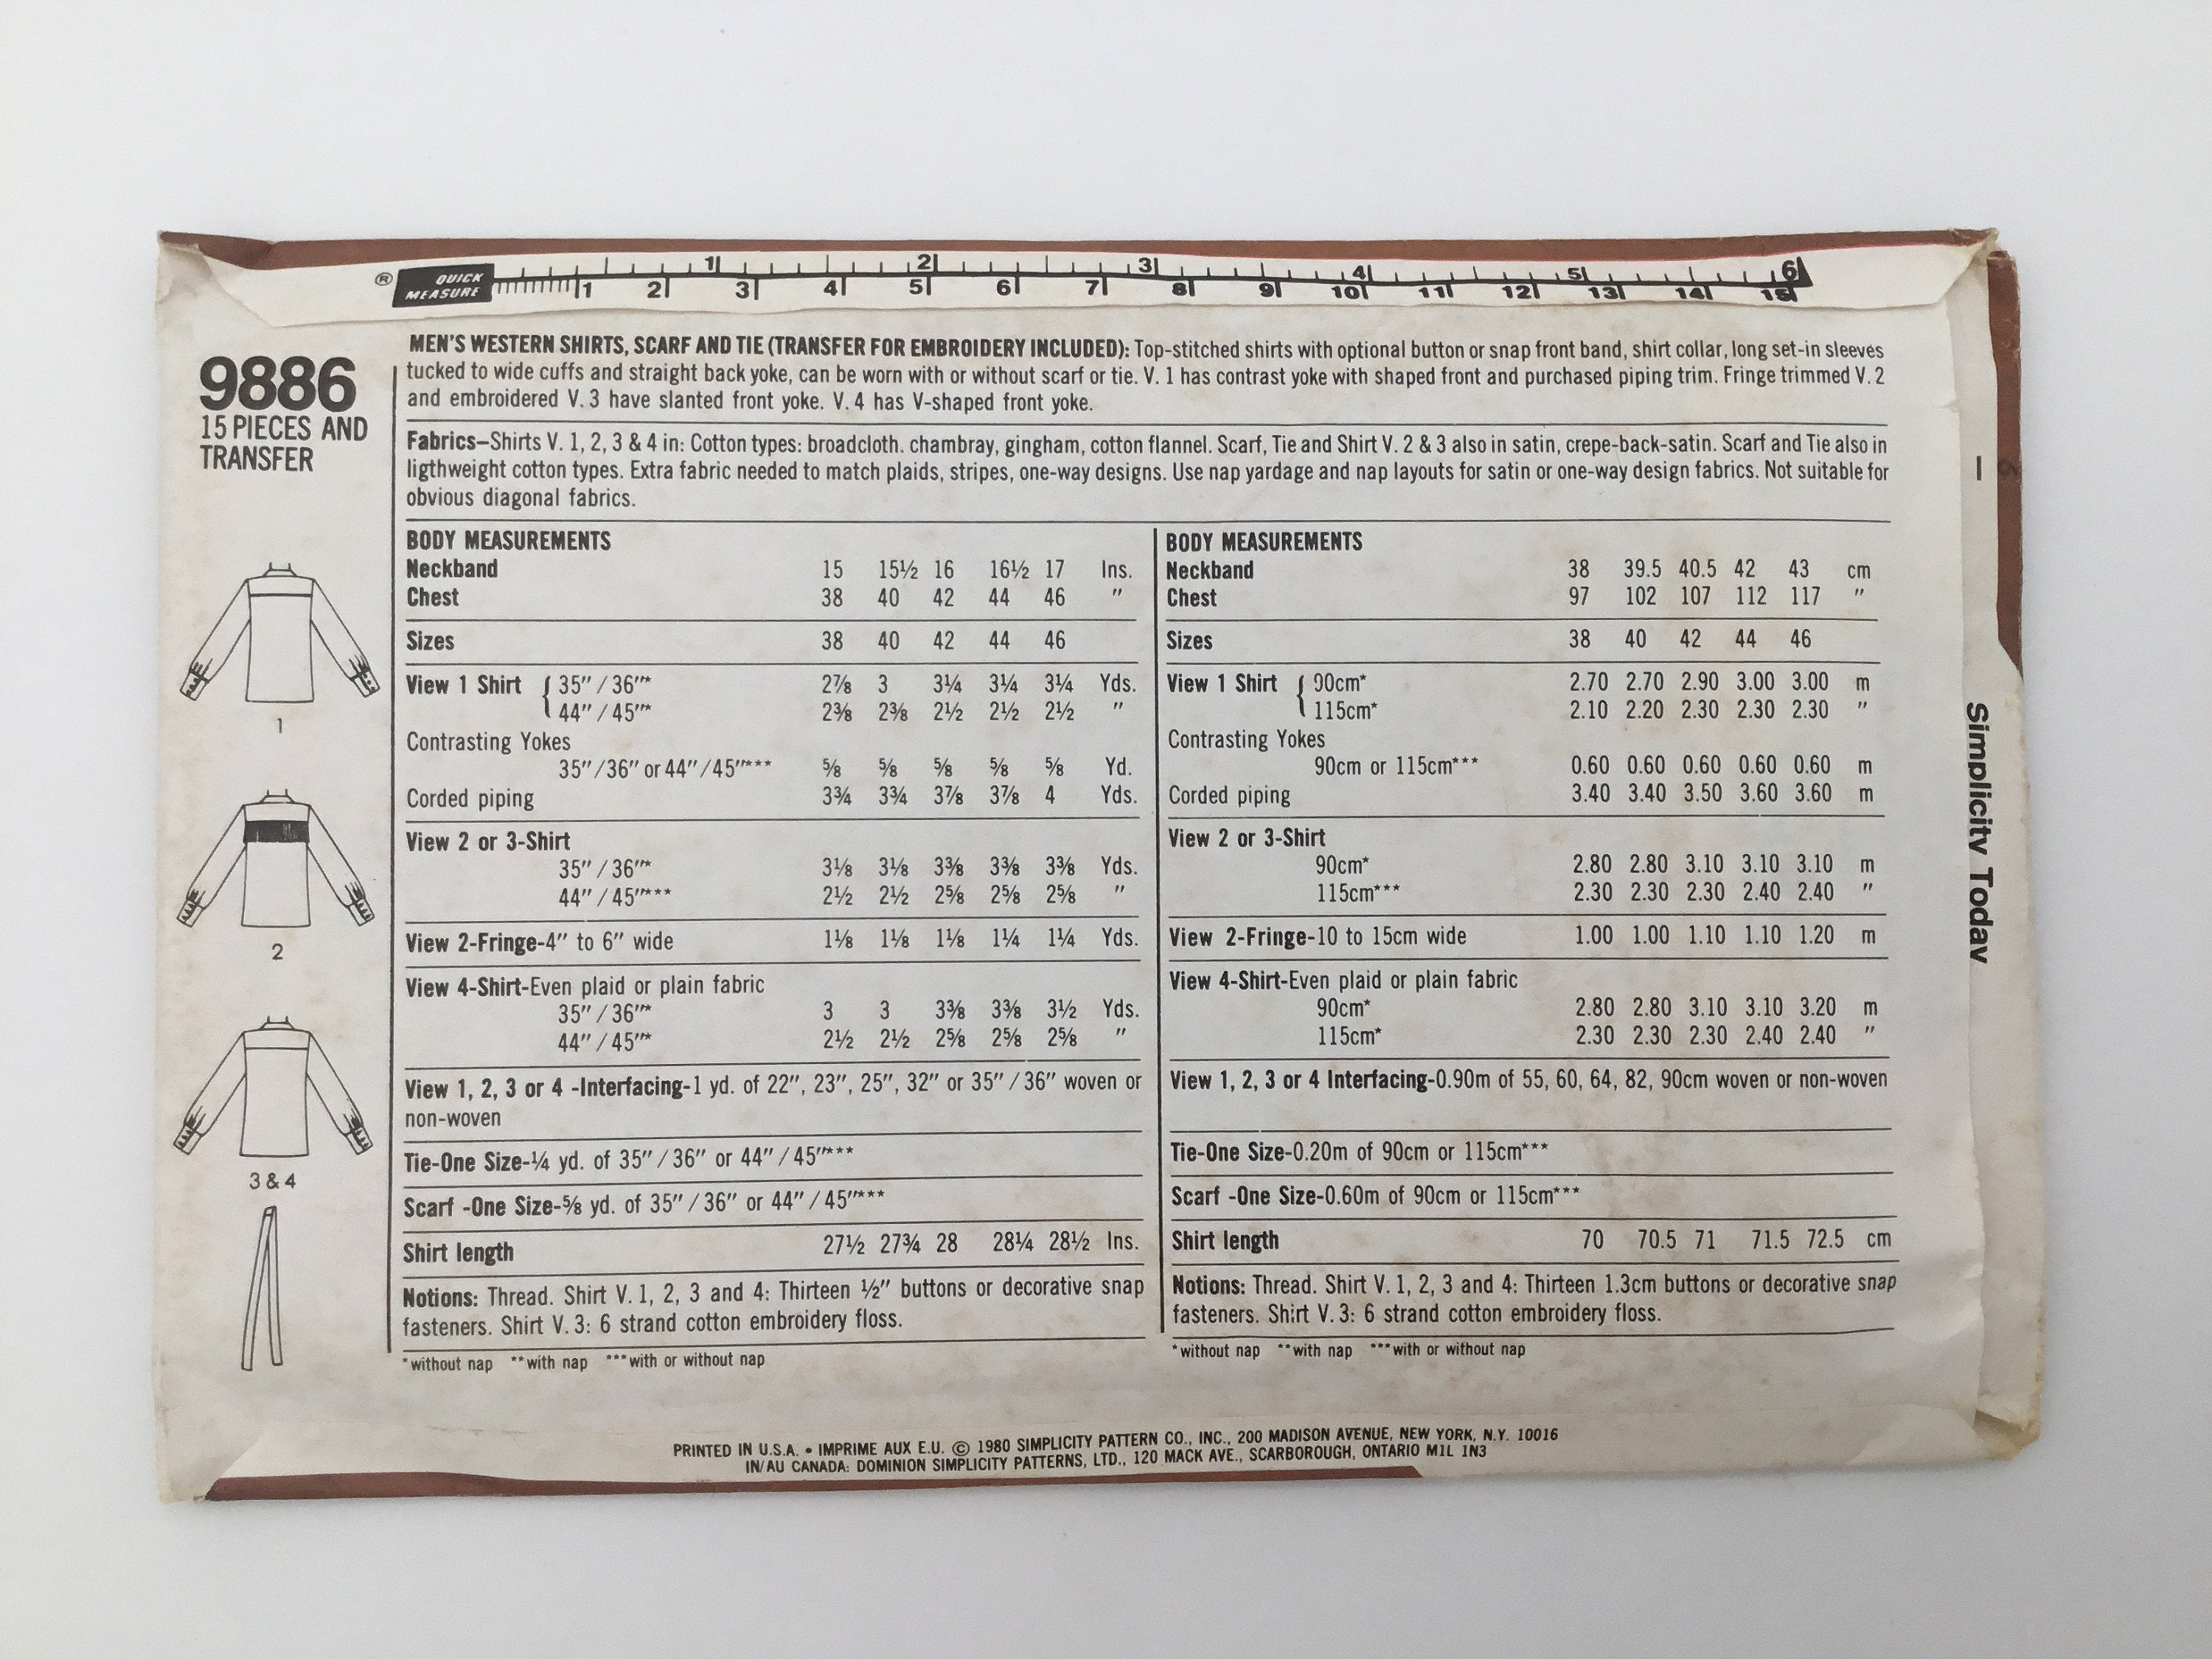 ® QUICK MEASURE
1 2 3 4 5 6
1 2 3 4 5 6 7 8 9 10 11 12 13 14 15
9886
15 PIECES AND
TRANSFER
MEN'S WESTERN SHIRTS, SCARF AND TIE (TRANSFER FOR EMBROIDERY INCLUDED): Top-stitched shirts with optional button or snap front band, shirt collar, long set-in sleeves
tucked to wide cuffs and straight back yoke, can be worn with or without scarf or tie. V. 1 has contrast yoke with shaped front and purchased piping trim. Fringe trimmed V. 2
and embroidered V. 3 have slanted front yoke. V. 4 has V-shaped front yoke.
Fabrics–Shirts V. 1, 2, 3 & 4 in: Cotton types: broadcloth. chambray, gingham, cotton flannel. Scarf, Tie and Shirt V. 2 & 3 also in satin, crepe-back-satin. Scarf and Tie also in
ligthweight cotton types. Extra fabric needed to match plaids, stripes, one-way designs. Use nap yardage and nap layouts for satin or one-way design fabrics. Not suitable for
obvious diagonal fabrics.
1
2
3 & 4
BODY MEASUREMENTS
Neckband 15 15½ 16 16½ 17 Ins.
Chest 38 40 42 44 46 "
Sizes 38 40 42 44 46
View 1 Shirt { 35" / 36"* 2⅞ 3 3¼ 3¼ 3¼ Yds.
44" / 45"* 2⅜ 2⅜ 2½ 2½ 2½ "
Contrasting Yokes
35"/36" or 44"/45"*** ⅝ ⅝ ⅝ ⅝ ⅝ Yd.
Corded piping 3¾ 3¾ 3⅞ 3⅞ 4 Yds.
View 2 or 3-Shirt
35" / 36"* 3⅛ 3⅛ 3⅜ 3⅜ 3⅜ Yds.
44" / 45"*** 2½ 2½ 2⅝ 2⅝ 2⅝ "
View 2-Fringe-4" to 6" wide 1⅛ 1⅛ 1⅛ 1¼ 1¼ Yds.
View 4-Shirt-Even plaid or plain fabric
35" / 36"* 3 3 3⅜ 3⅜ 3½ Yds.
44" / 45"* 2½ 2½ 2⅝ 2⅝ 2⅝ "
View 1, 2, 3 or 4 -Interfacing-1 yd. of 22", 23", 25", 32" or 35" / 36" woven or
non-woven
Tie-One Size-¼ yd. of 35" / 36" or 44" / 45"***
Scarf -One Size-⅝ yd. of 35" / 36" or 44" / 45"***
Shirt length 27½ 27¾ 28 28¼ 28½ Ins.
Notions: Thread. Shirt V. 1, 2, 3 and 4: Thirteen ½" buttons or decorative snap
fasteners. Shirt V. 3: 6 strand cotton embroidery floss.
*without nap **with nap ***with or without nap
BODY MEASUREMENTS
Neckband 38 39.5 40.5 42 43 cm
Chest 97 102 107 112 117 "
Sizes 38 40 42 44 46
View 1 Shirt { 90cm* 2.70 2.70 2.90 3.00 3.00 m
115cm* 2.10 2.20 2.30 2.30 2.30 "
Contrasting Yokes
90cm or 115cm*** 0.60 0.60 0.60 0.60 0.60 m
Corded piping 3.40 3.40 3.50 3.60 3.60 m
View 2 or 3-Shirt
90cm* 2.80 2.80 3.10 3.10 3.10 m
115cm*** 2.30 2.30 2.30 2.40 2.40 "
View 2-Fringe-10 to 15cm wide 1.00 1.00 1.10 1.10 1.20 m
View 4-Shirt-Even plaid or plain fabric
90cm* 2.80 2.80 3.10 3.10 3.20 m
115cm* 2.30 2.30 2.30 2.40 2.40 "
View 1, 2, 3 or 4 Interfacing-0.90m of 55, 60, 64, 82, 90cm woven or non-woven
Tie-One Size-0.20m of 90cm or 115cm***
Scarf -One Size-0.60m of 90cm or 115cm***
Shirt length 70 70.5 71 71.5 72.5 cm
Notions: Thread. Shirt V. 1, 2, 3 and 4: Thirteen 1.3cm buttons or decorative snap
fasteners. Shirt V. 3: 6 strand cotton embroidery floss.
*without nap **with nap ***with or without nap
Simplicity Today
PRINTED IN U.S.A. • IMPRIME AUX E.U. © 1980 SIMPLICITY PATTERN CO., INC., 200 MADISON AVENUE, NEW YORK, N.Y. 10016
IN/AU CANADA: DOMINION SIMPLICITY PATTERNS, LTD., 120 MACK AVE., SCARBOROUGH, ONTARIO M1L 1N3